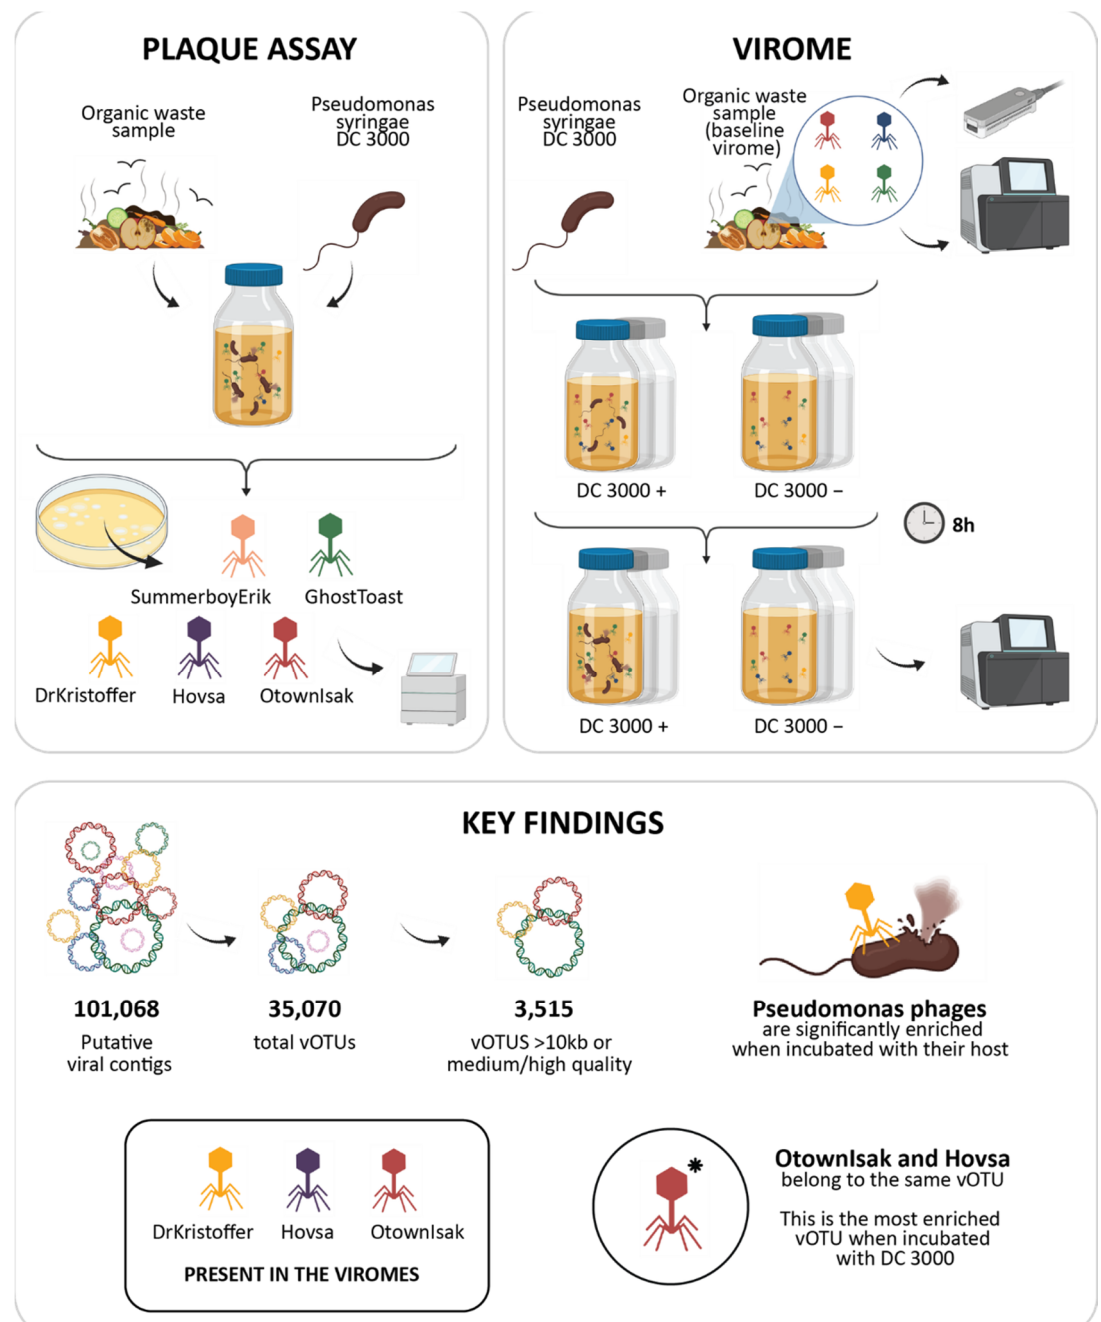 PLAQUE ASSAY
Organic waste
sample
Pseudomonas
syringae
DC 3000
SummerboyErik
GhostToast
DrKristoffer
Hovsa
OtownIsak
VIROME
Pseudomonas
syringae
DC 3000
Organic waste
sample
(baseline
virome)
DC 3000 +
DC 3000 –
8h
DC 3000 +
DC 3000 –
KEY FINDINGS
101,068
Putative
viral contigs
35,070
total vOTUs
3,515
vOTUS >10kb or
medium/high quality
Pseudomonas phages
are significantly enriched
when incubated with their host
DrKristoffer
Hovsa
OtownIsak
PRESENT IN THE VIROMES
*
OtownIsak and Hovsa
belong to the same vOTU
This is the most enriched
vOTU when incubated
with DC 3000